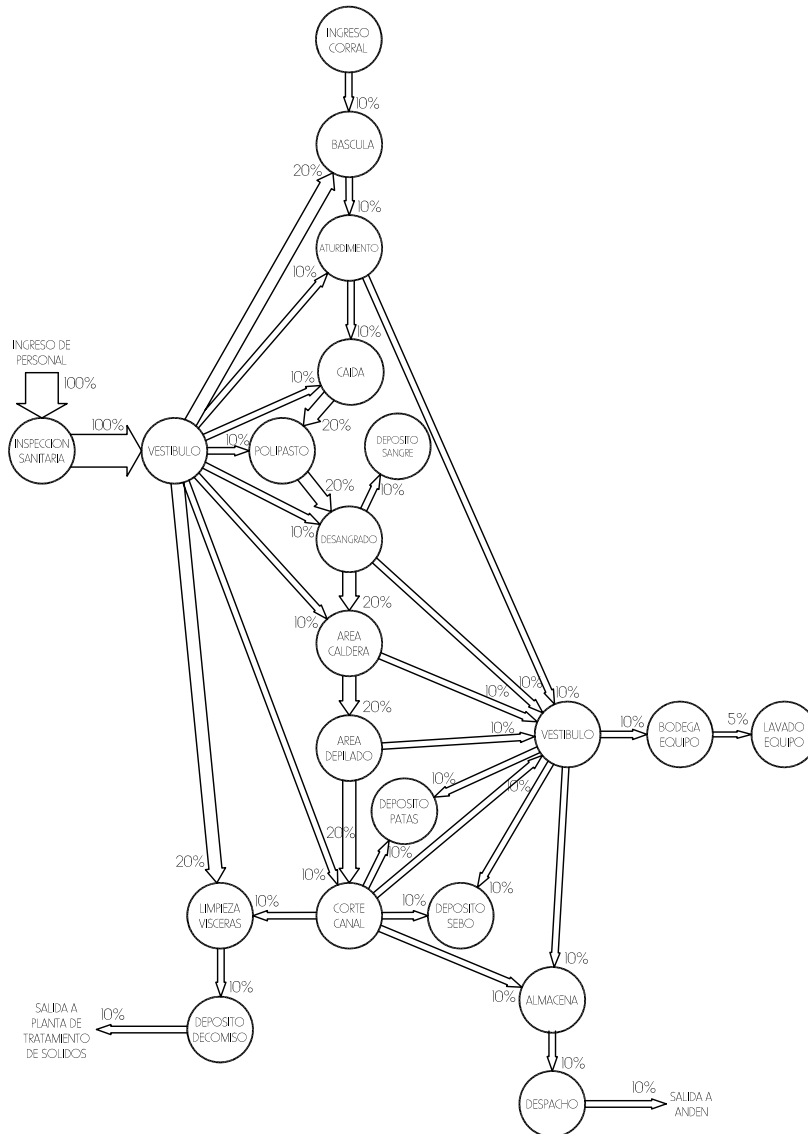 INGRESO
CORRAL
10%
BASCULA
20%
10%
ATURDIMIENTO
10%
10%
INGRESO DE
PERSONAL
100%
CAIDA
10%
20%
100%
INSPECCION
SANITARIA
VESTIBULO
10%
POLIPASTO
DEPOSITO
SANGRE
20%
10%
10%
DESANGRADO
20%
10%
AREA
CALDERA
10%
10%
10%
20%
10%
VESTIBULO
10%
BODEGA
EQUIPO
5%
LAVADO
EQUIPO
AREA
DEPILADO
10%
10%
DEPOSITO
PATAS
20%
10%
20%
10%
10%
LIMPIEZA
VISCERAS
10%
CORTE
CANAL
10%
DEPOSITO
SEBO
10%
10%
10%
ALMACENA
SALIDA A
PLANTA DE
TRATAMIENTO
DE SOLIDOS
10%
DEPOSITO
DECOMISO
10%
DESPACHO
10%
SALIDA A
ANDEN